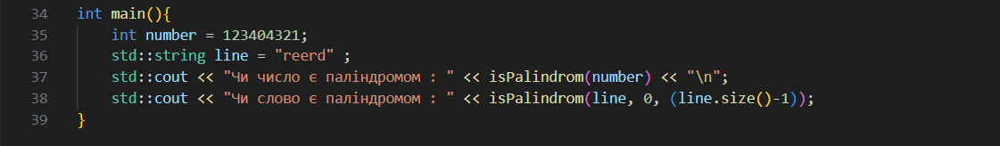 34 int main(){
35     int number = 123404321;
36     std::string line = "reerd" ;
37     std::cout << "Чи число є паліндромом : " << isPalindrom(number) << "\n";
38     std::cout << "Чи слово є паліндромом : " << isPalindrom(line, 0, (line.size()-1));
39 }